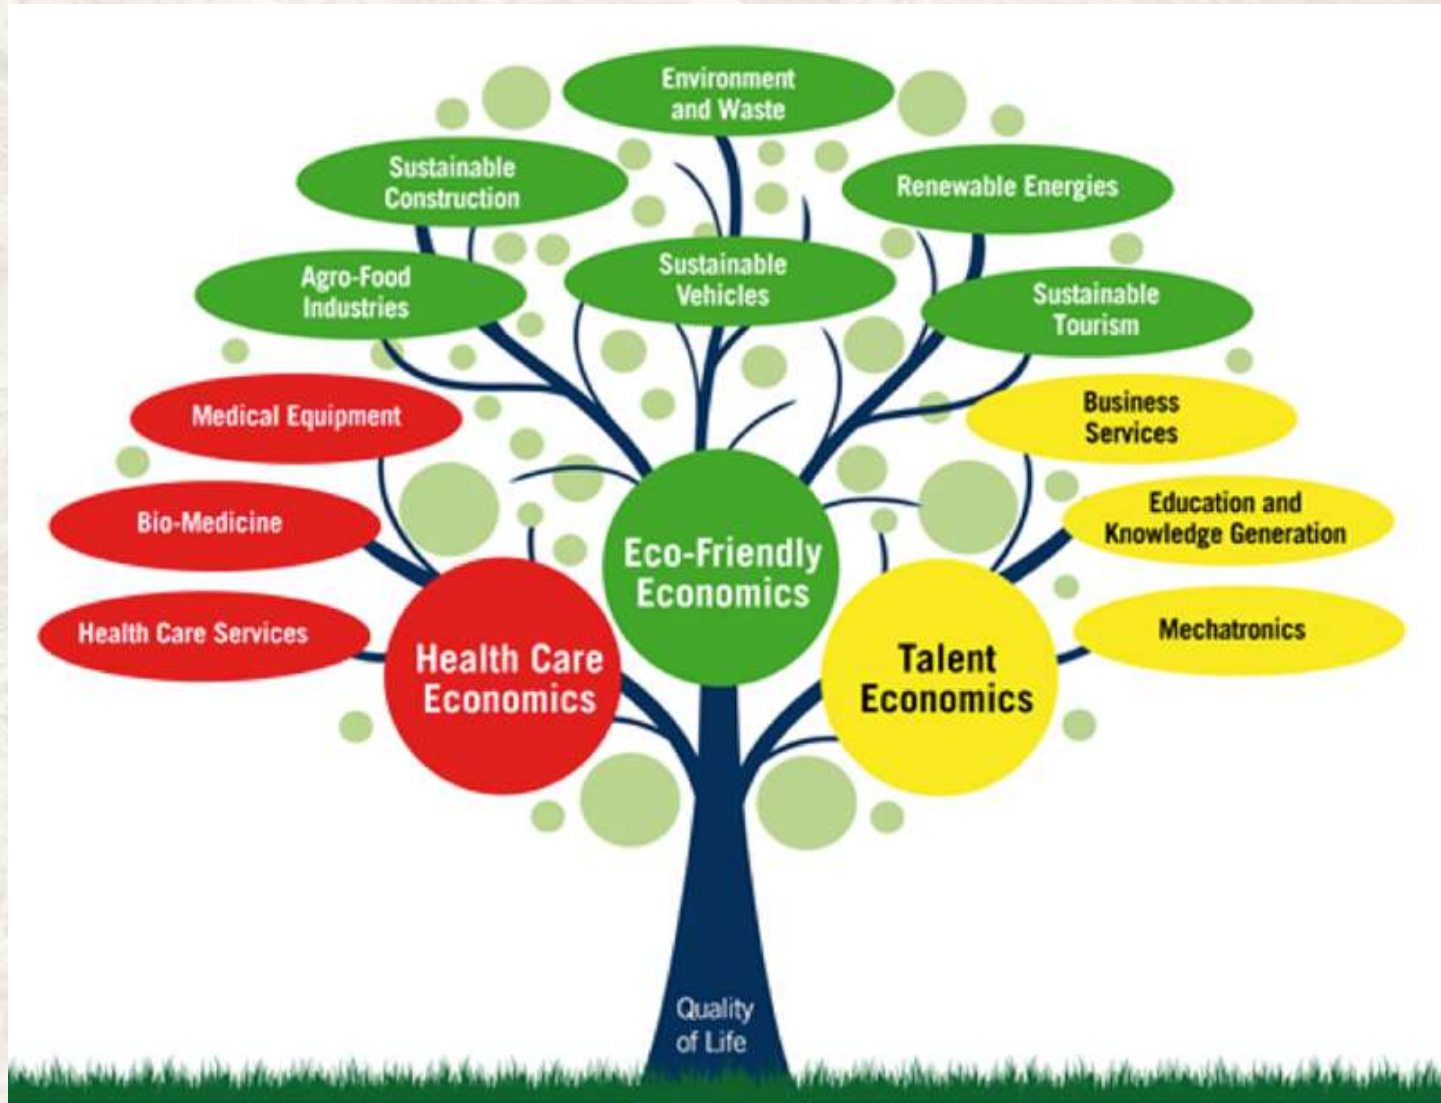 Environment
and Waste
Sustainable
Construction
Renewable Energies
Agro-Food
Industries
Sustainable
Vehicles
Sustainable
Tourism
Medical Equipment
Business
Services
Bio-Medicine
Education and
Knowledge Generation
Eco-Friendly
Economics
Health Care Services
Mechatronics
Health Care
Economics
Talent
Economics
Quality
of Life